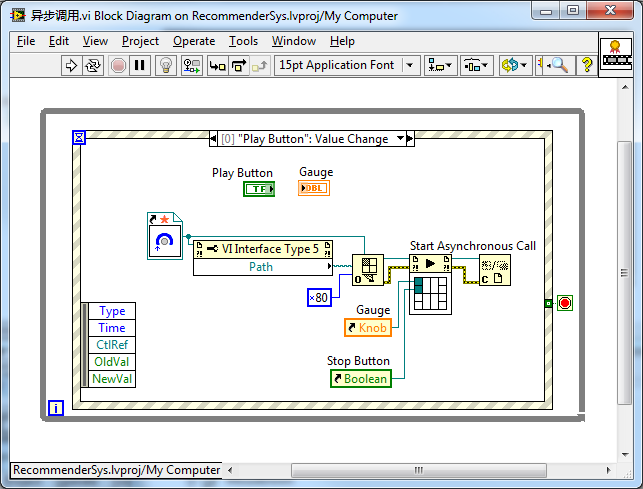 异步调用.vi Block Diagram on RecommenderSys.lvproj/My Computer
File Edit View Project Operate Tools Window Help
15pt Application Font
[0] "Play Button": Value Change
Play Button
Gauge
TF
DBL
VI Interface Type 5
Path
Start Asynchronous Call
O
C
×80
Gauge
Knob
Stop Button
Boolean
Type
Time
CtlRef
OldVal
NewVal
i
RecommenderSys.lvproj/My Computer